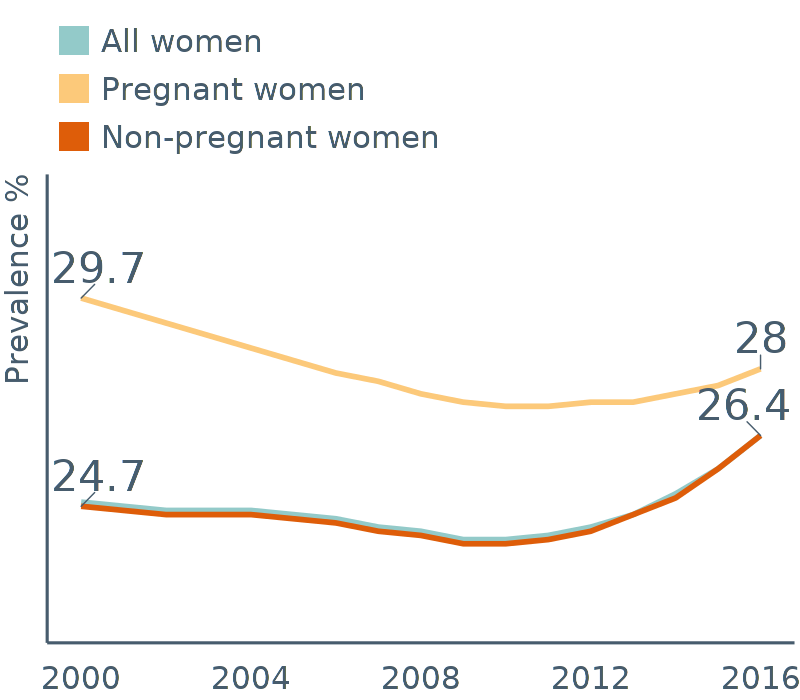 All women
Pregnant women
Non-pregnant women
Prevalence %
29.7
28
26.4
24.7
2000 2004 2008 2012 2016